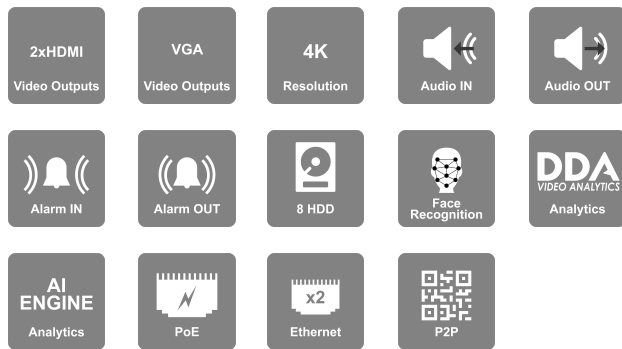 2xHDMI
Video Outputs
VGA
Video Outputs
4K
Resolution
Audio IN
Audio OUT
Alarm IN
Alarm OUT
8 HDD
Face
Recognition
DDA
VIDEO ANALYTICS
Analytics
AI
ENGINE
Analytics
PoE
x2
Ethernet
P2P